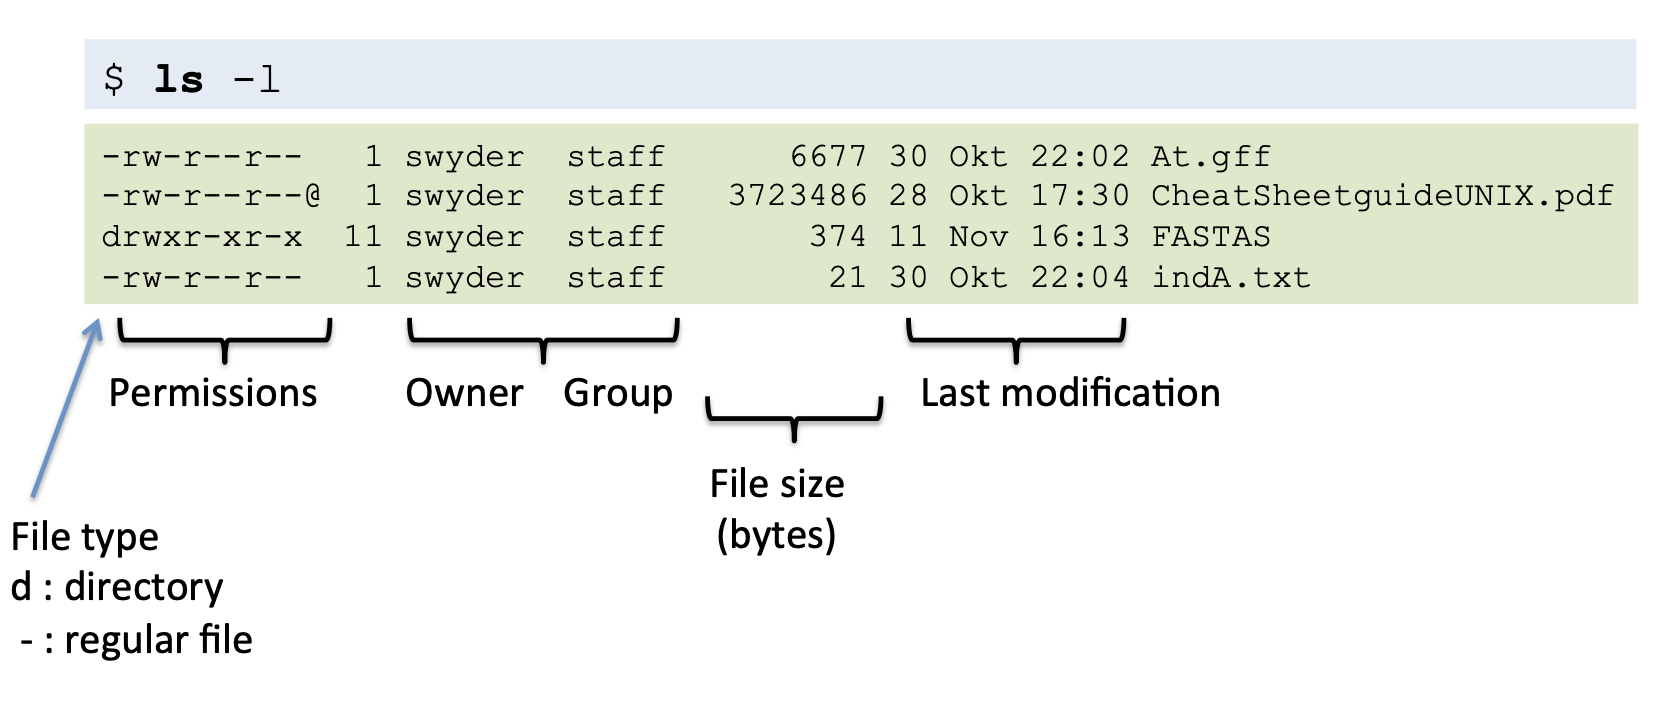 $ ls -l
-rw-r--r--   1 swyder  staff      6677 30 Okt 22:02 At.gff
-rw-r--r--@  1 swyder  staff   3723486 28 Okt 17:30 CheatSheetguideUNIX.pdf
drwxr-xr-x  11 swyder  staff       374 11 Nov 16:13 FASTAS
-rw-r--r--   1 swyder  staff        21 30 Okt 22:04 indA.txt
Permissions Owner Group Last modification
File size
(bytes)
File type
d : directory
- : regular file